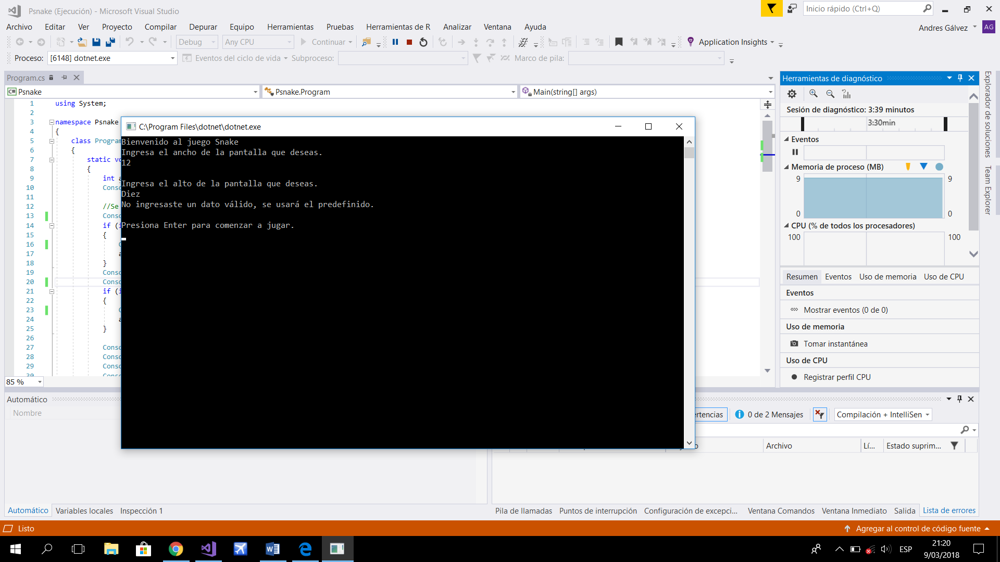 Psnake (Ejecución) - Microsoft Visual Studio
Inicio rápido (Ctrl+Q)
Archivo Editar Ver Proyecto Compilar Depurar Equipo Herramientas Pruebas Herramientas de R Analizar Ventana Ayuda
Andres Gálvez AG
Debug Any CPU Continuar Application Insights
Proceso: [6148] dotnet.exe Eventos del ciclo de vida Subproceso: Marco de pila:
Program.cs
C# Psnake Psnake.Program Main(string[] args)
1 using System;
2
3 namespace Psnake
4 {
5 class Program
6 {
7 static vo
8 {
9 int a
10 Conso
11
12 //Se
13 Conso
14 if (i
15 {
16 C
17 a
18 }
19 Conso
20 Conso
21 if (i
22 {
23 C
24 a
25 }
26
27 Conso
28 Conso
29 Conso
30 Conso
85 %
C:\Program Files\dotnet\dotnet.exe
Bienvenido al juego Snake
Ingresa el ancho de la pantalla que deseas.
12
Ingresa el alto de la pantalla que deseas.
Diez
No ingresaste un dato válido, se usará el predefinido.
Presiona Enter para comenzar a jugar.
Herramientas de diagnóstico
Sesión de diagnóstico: 3:39 minutos
3:30min
Eventos
Memoria de proceso (MB)
9 9
0 0
CPU (% de todos los procesadores)
100 100
Resumen Eventos Uso de memoria Uso de CPU
Eventos
Mostrar eventos (0 de 0)
Uso de memoria
Tomar instantánea
Uso de CPU
Registrar perfil CPU
Explorador de soluciones
Team Explorer
Automático
Nombre
Automático Variables locales Inspección 1
ertencias 0 de 2 Mensajes Compilación + IntelliSen
o Archivo Lí... Estado suprim...
Pila de llamadas Puntos de interrupción Configuración de excepci... Ventana Comandos Ventana Inmediato Salida Lista de errores
Listo
Agregar al control de código fuente
ESP
21:20
9/03/2018